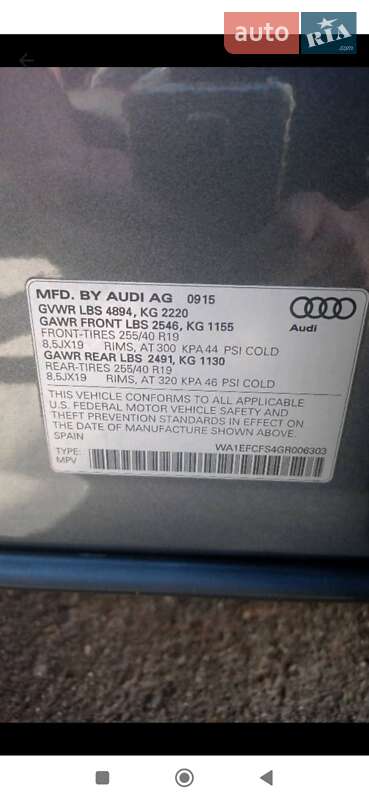 auto
RIA
.com
MFD. BY AUDI AG 0915
GVWR LBS 4894, KG 2220
GAWR FRONT LBS 2546, KG 1155
FRONT-TIRES 255/40 R19
8,5JX19 RIMS, AT 300 KPA 44 PSI COLD
GAWR REAR LBS 2491, KG 1130
REAR-TIRES 255/40 R19
8,5JX19 RIMS, AT 320 KPA 46 PSI COLD
Audi
THIS VEHICLE CONFORMS TO ALL APPLICABLE
U.S. FEDERAL MOTOR VEHICLE SAFETY AND
THEFT PREVENTION STANDARDS IN EFFECT ON
THE DATE OF MANUFACTURE SHOWN ABOVE.
SPAIN
WA1EFCFS4GR006303
TYPE:
MPV